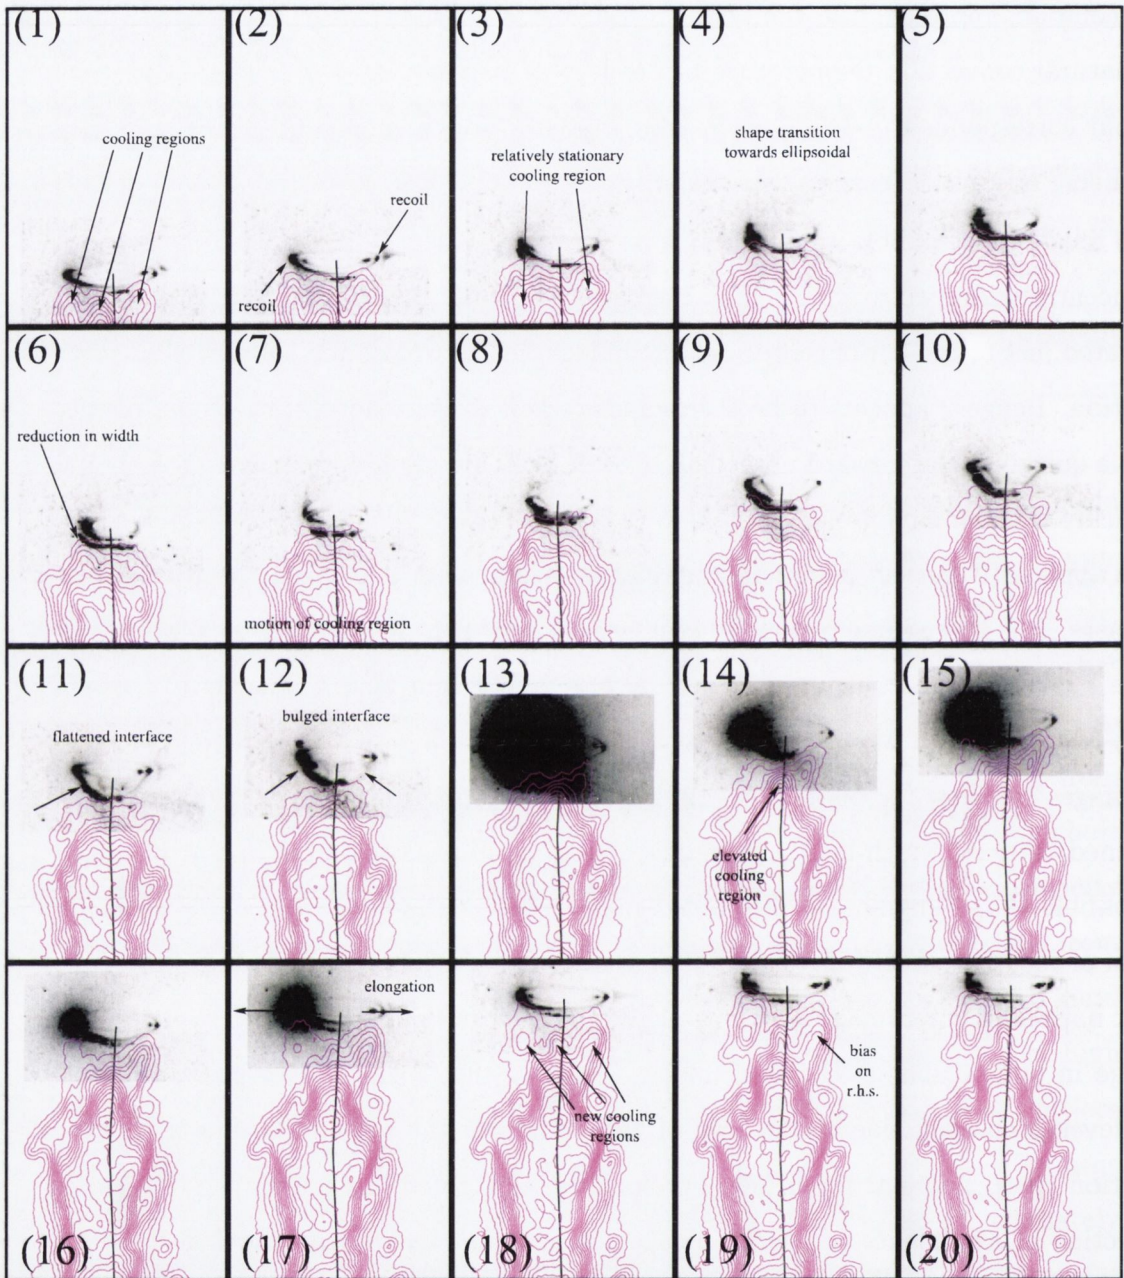 (1)
(2)
(3)
(4)
(5)
cooling regions
recoil
recoil
relatively stationary
cooling region
shape transition
towards ellipsoidal
(6)
(7)
(8)
(9)
(10)
reduction in width
motion of cooling region
(11)
(12)
(13)
(14)
(15)
flattened interface
bulged interface
elevated
cooling
region
elongation
new cooling
regions
bias
on
r.h.s.
(16)
(17)
(18)
(19)
(20)